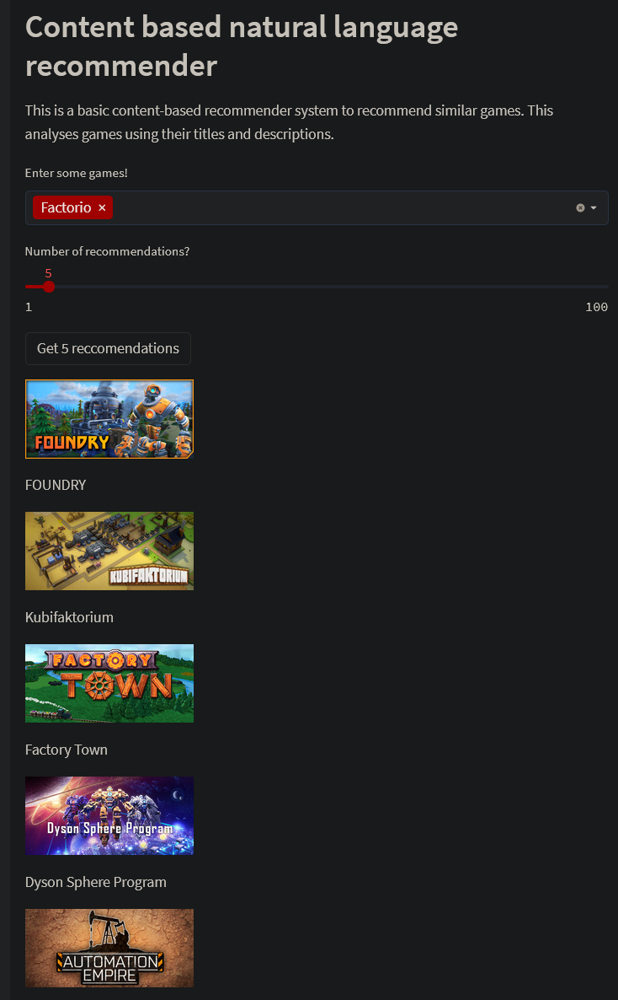 Content based natural language
recommender
This is a basic content-based recommender system to recommend similar games. This
analyses games using their titles and descriptions.
Enter some games!
Factorio ×
Number of recommendations?
5
1 100
Get 5 reccomendations
FOUNDRY
FOUNDRY
KUBIFAKTORIUM
Kubifaktorium
FACTORY
TOWN
Factory Town
Dyson Sphere Program
Dyson Sphere Program
AUTOMATION
EMPIRE